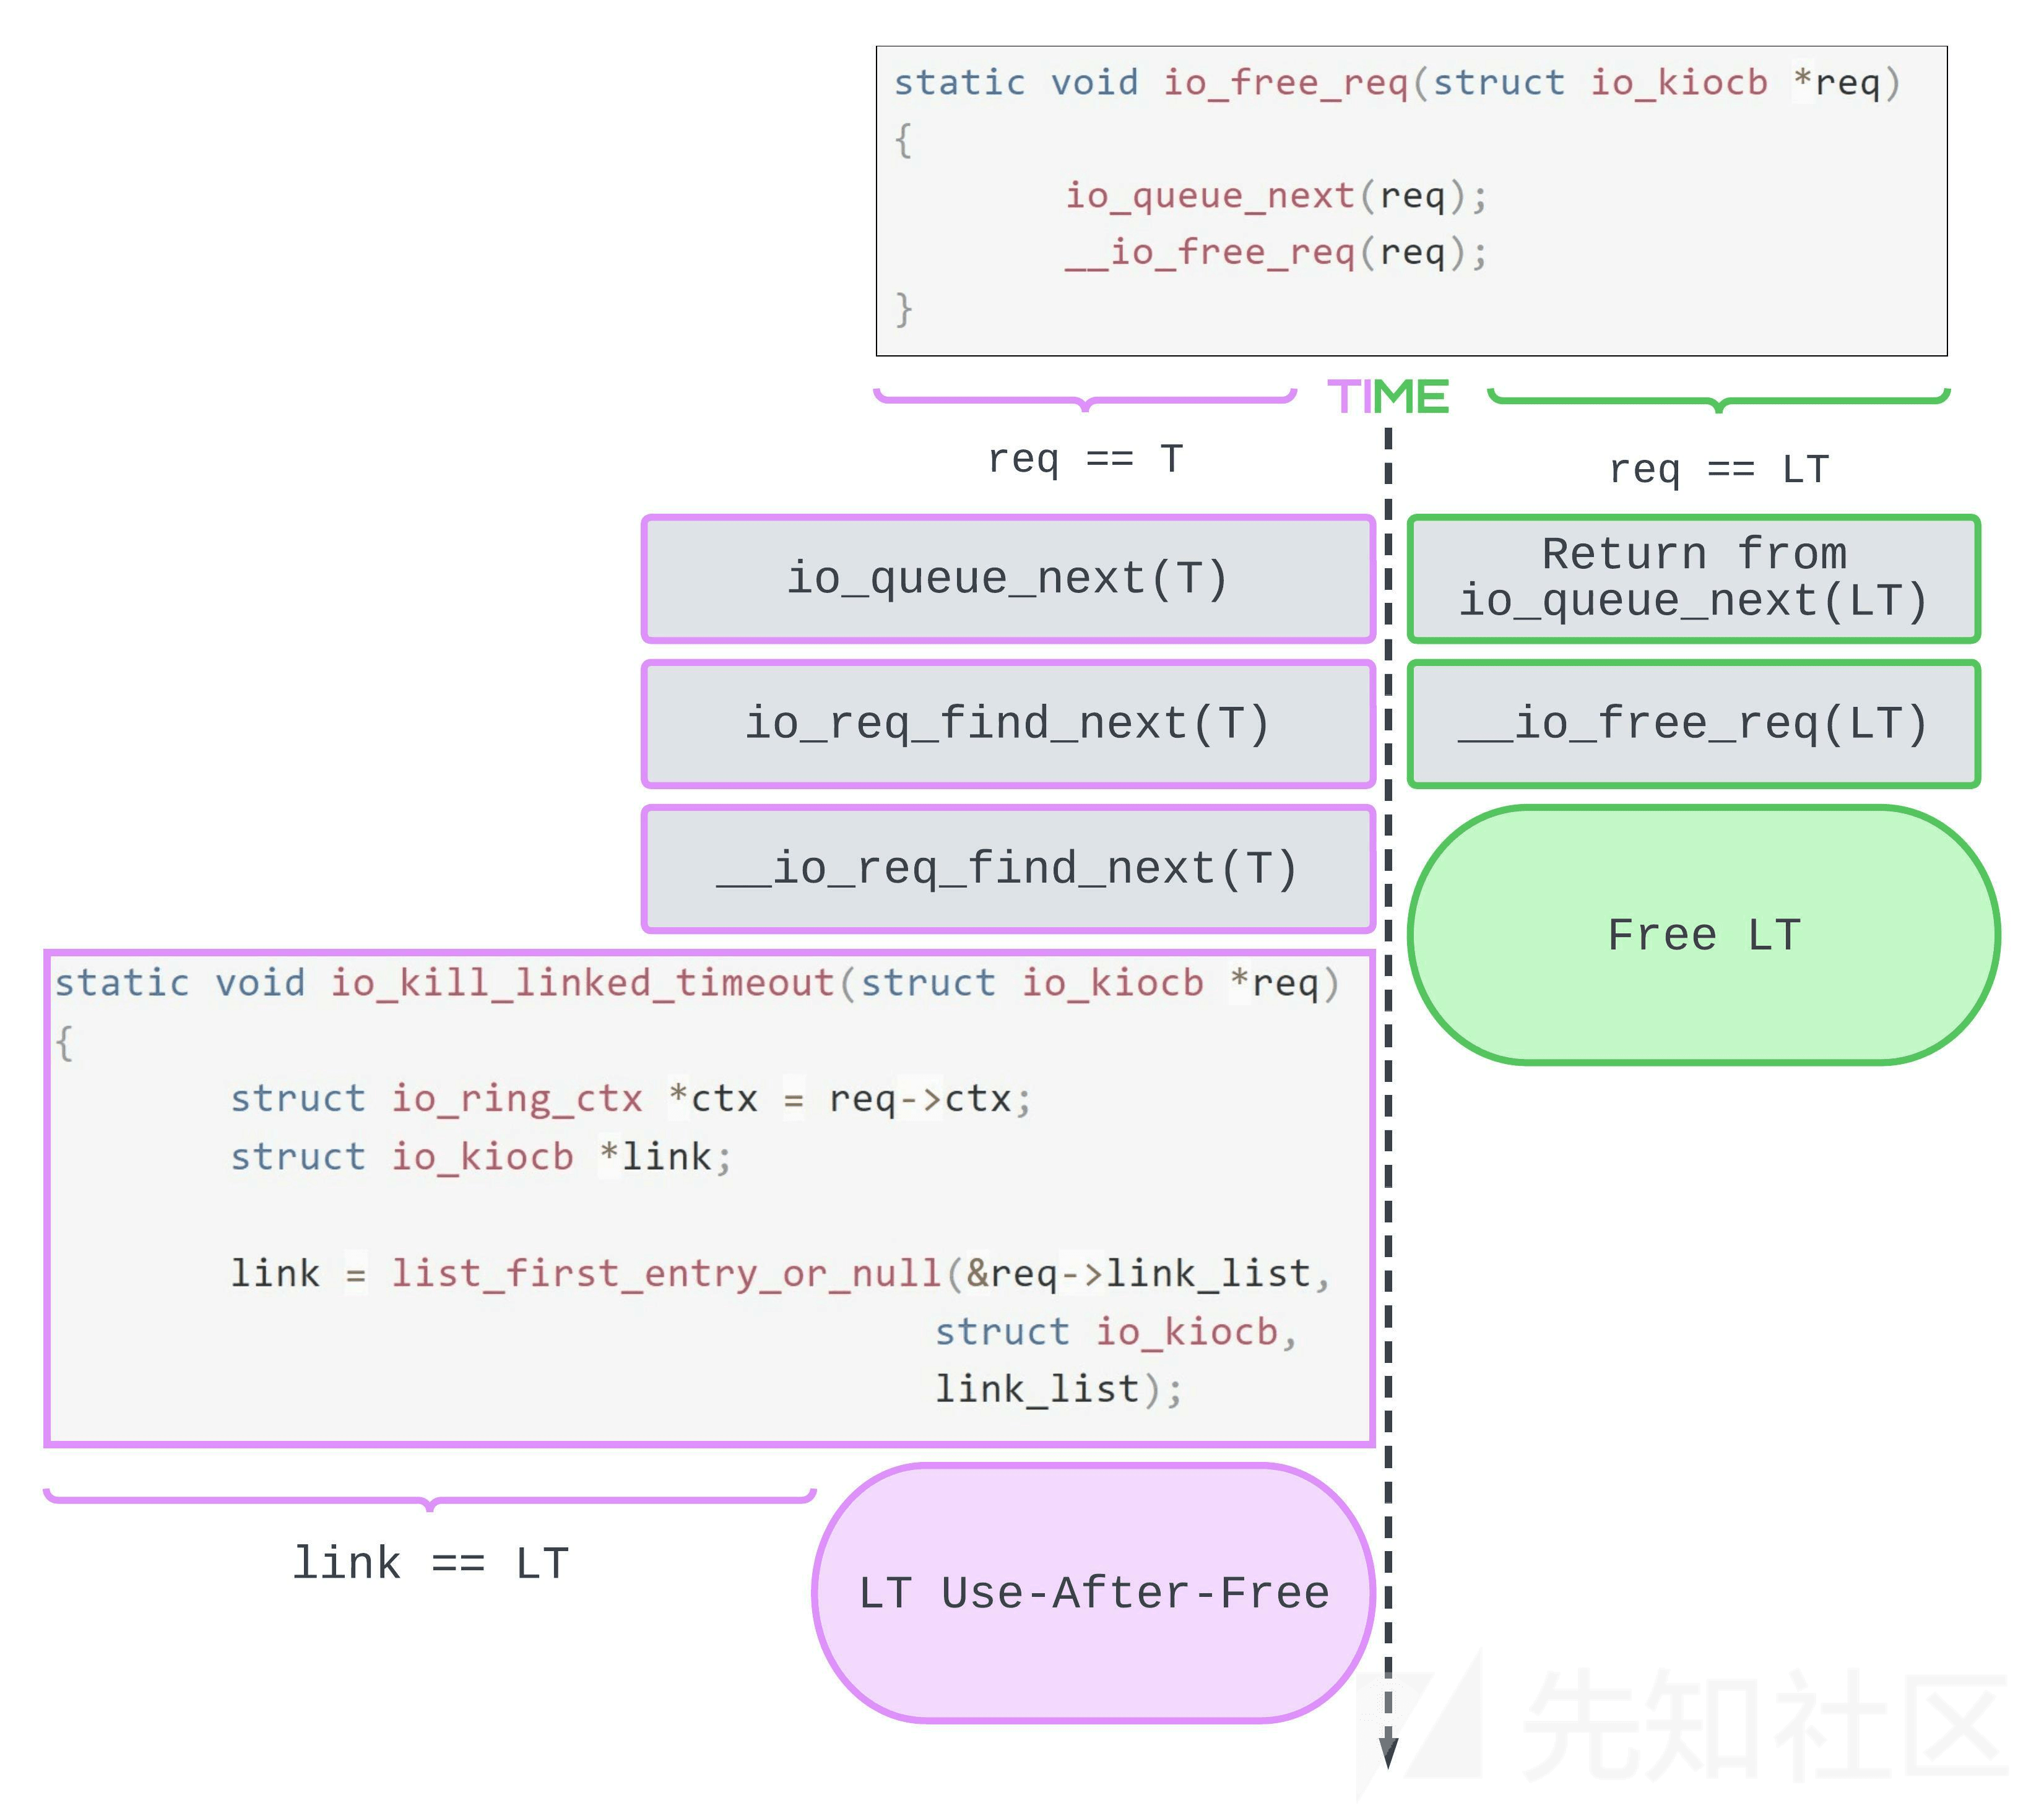 static void io_free_req(struct io_kiocb *req)
{
io_queue_next(req);
__io_free_req(req);
}
TIME
req == T
req == LT
io_queue_next(T)
Return from
io_queue_next(LT)
io_req_find_next(T)
__io_free_req(LT)
__io_req_find_next(T)
Free LT
static void io_kill_linked_timeout(struct io_kiocb *req)
{
struct io_ring_ctx *ctx = req->ctx;
struct io_kiocb *link;
link = list_first_entry_or_null(&req->link_list,
struct io_kiocb,
link_list);
link == LT
LT Use-After-Free
先知社区